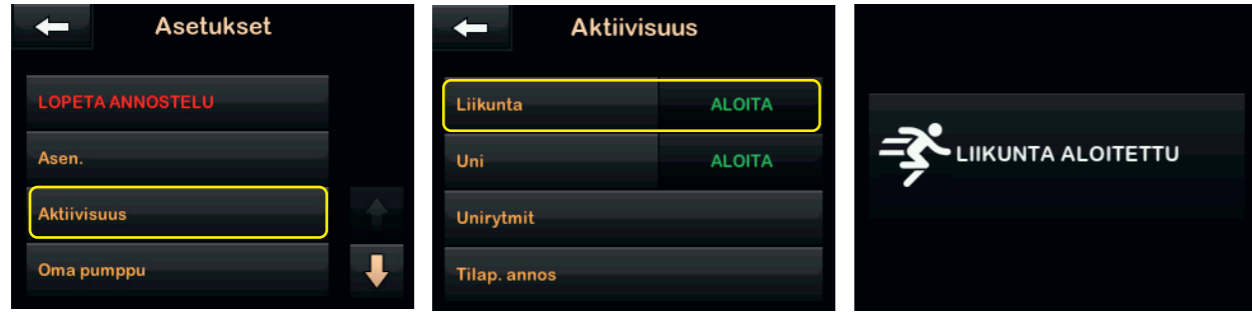 Asetukset
LOPETA ANNOSTELU
Asen.
Aktiivisuus
Oma pumppu
Aktiivisuus
Liikunta ALOITA
Uni ALOITA
Unirytmit
Tilap. annos
LIIKUNTA ALOITETTU